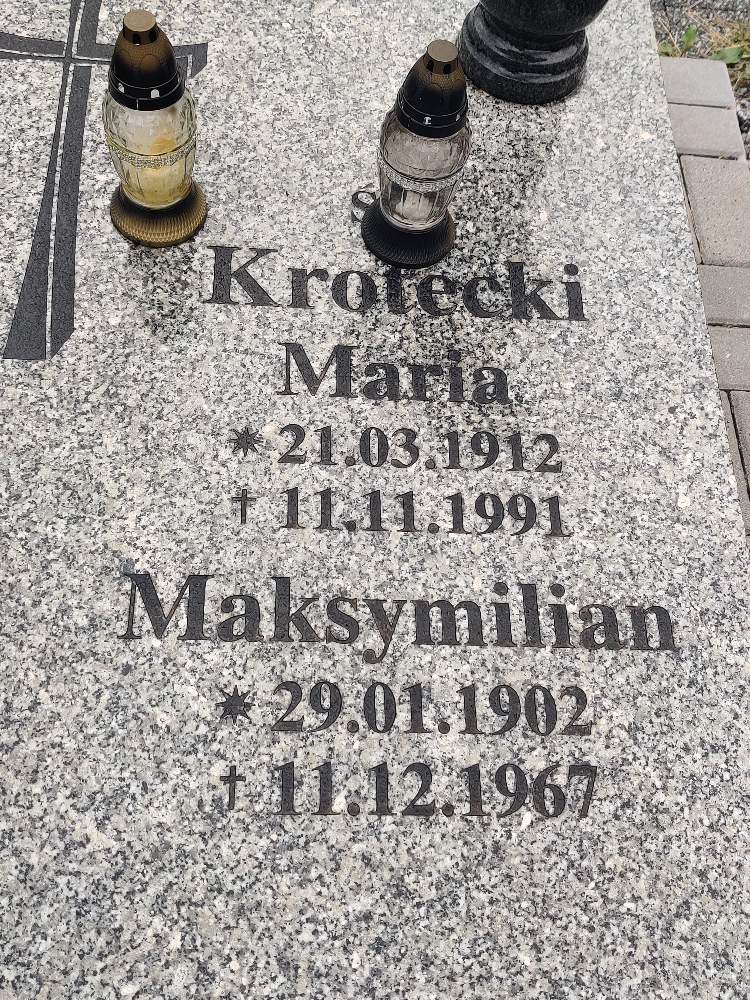 Krotecki
Maria
* 21.03.1912
† 11.11.1991
Maksymilian
* 29.01.1902
† 11.12.1967